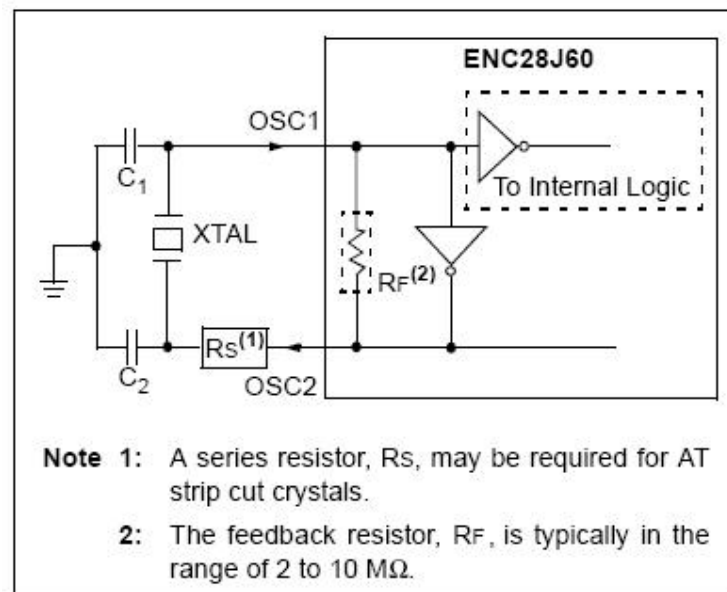 ENC28J60
OSC1
To Internal Logic
C1
XTAL
RF(2)
RS(1)
C2
OSC2
Note 1: A series resistor, RS, may be required for AT
strip cut crystals.
2: The feedback resistor, RF, is typically in the
range of 2 to 10 MΩ.